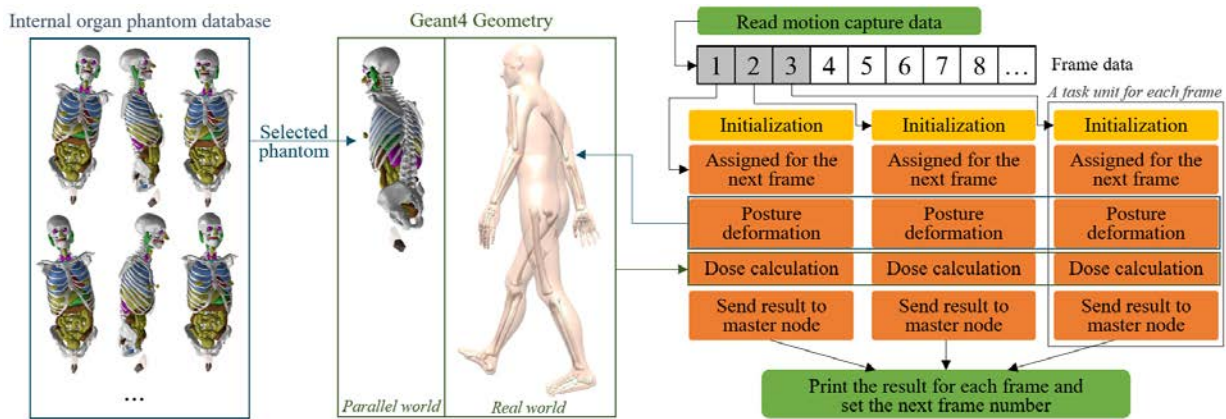 Internal organ phantom database
...
Selected
phantom
Geant4 Geometry
Parallel world
Real world
Read motion capture data
1 2 3 4 5 6 7 8 ...
Frame data
A task unit for each frame
Initialization
Initialization
Initialization
Assigned for the
next frame
Assigned for the
next frame
Assigned for the
next frame
Posture
deformation
Posture
deformation
Posture
deformation
Dose calculation
Dose calculation
Dose calculation
Send result to
master node
Send result to
master node
Send result to
master node
Print the result for each frame and
set the next frame number